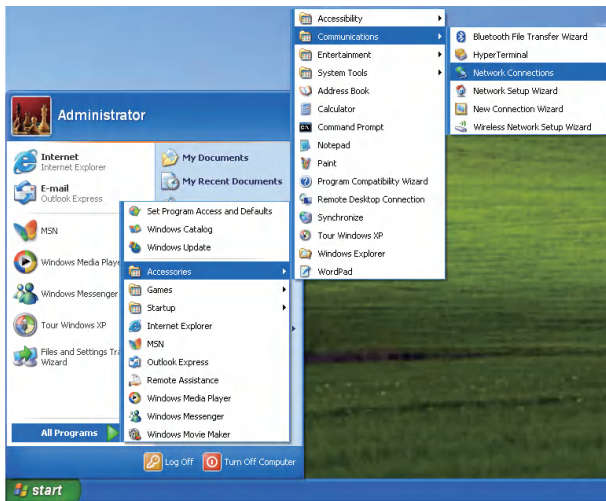 Administrator
Internet
Internet Explorer
E-mail
Outlook Express
MSN
Windows Media Playe
Windows Messenger
Tour Windows XP
Files and Settings Tra
Wizard
All Programs
My Documents
My Recent Documents
Log Off
Turn Off Computer
start
Set Program Access and Defaults
Windows Catalog
Windows Update
Accessories
Games
Startup
Internet Explorer
MSN
Outlook Express
Remote Assistance
Windows Media Player
Windows Messenger
Windows Movie Maker
Accessibility
Communications
Entertainment
System Tools
Address Book
Calculator
Command Prompt
Notepad
Paint
Program Compatibility Wizard
Remote Desktop Connection
Synchronize
Tour Windows XP
Windows Explorer
WordPad
Bluetooth File Transfer Wizard
HyperTerminal
Network Connections
Network Setup Wizard
New Connection Wizard
Wireless Network Setup Wizard